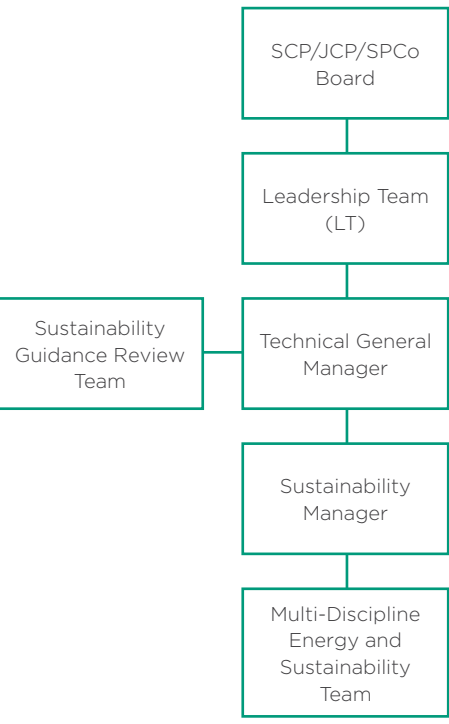 SCP/JCP/SPCo
Board
Leadership Team
(LT)
Sustainability
Guidance Review
Team
Technical General
Manager
Sustainability
Manager
Multi-Discipline
Energy and
Sustainability
Team